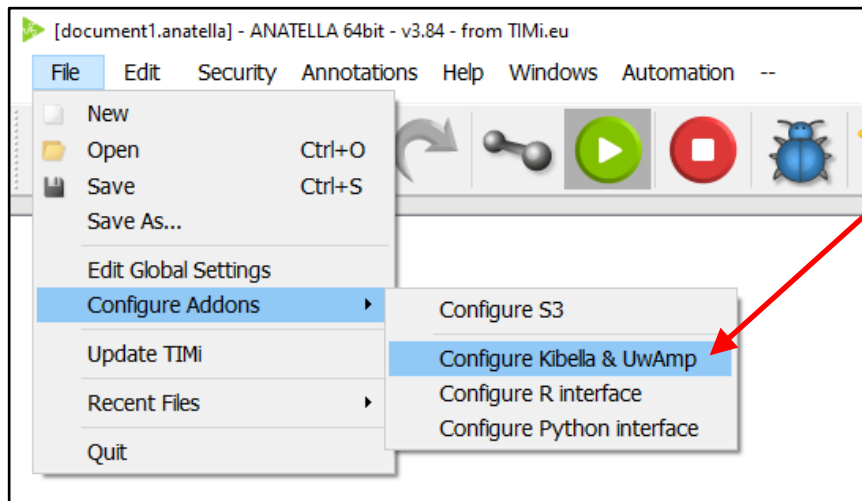 [document1.anatella] - ANATELLA 64bit - v3.84 - from TIMi.eu
File Edit Security Annotations Help Windows Automation --
New
Open Ctrl+O
Save Ctrl+S
Save As...
Edit Global Settings
Configure Addons
Configure S3
Update TIMi
Configure Kibella & UwAmp
Configure R interface
Recent Files
Configure Python interface
Quit